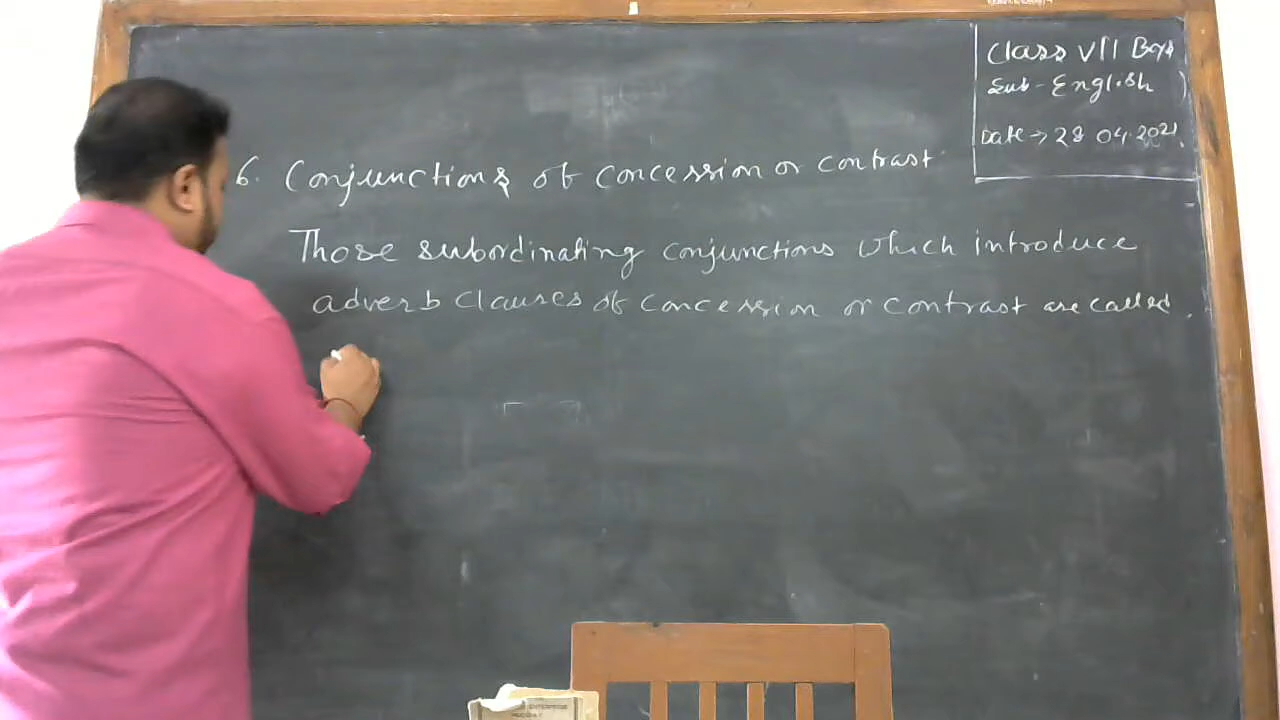 Class VII Boys
Sub - English
Date → 28 04.2021
6. Conjunctions of concession or contrast
Those subordinating conjunctions which introduce
adverb clauses of concession or contrast are called
ENTERPRISE